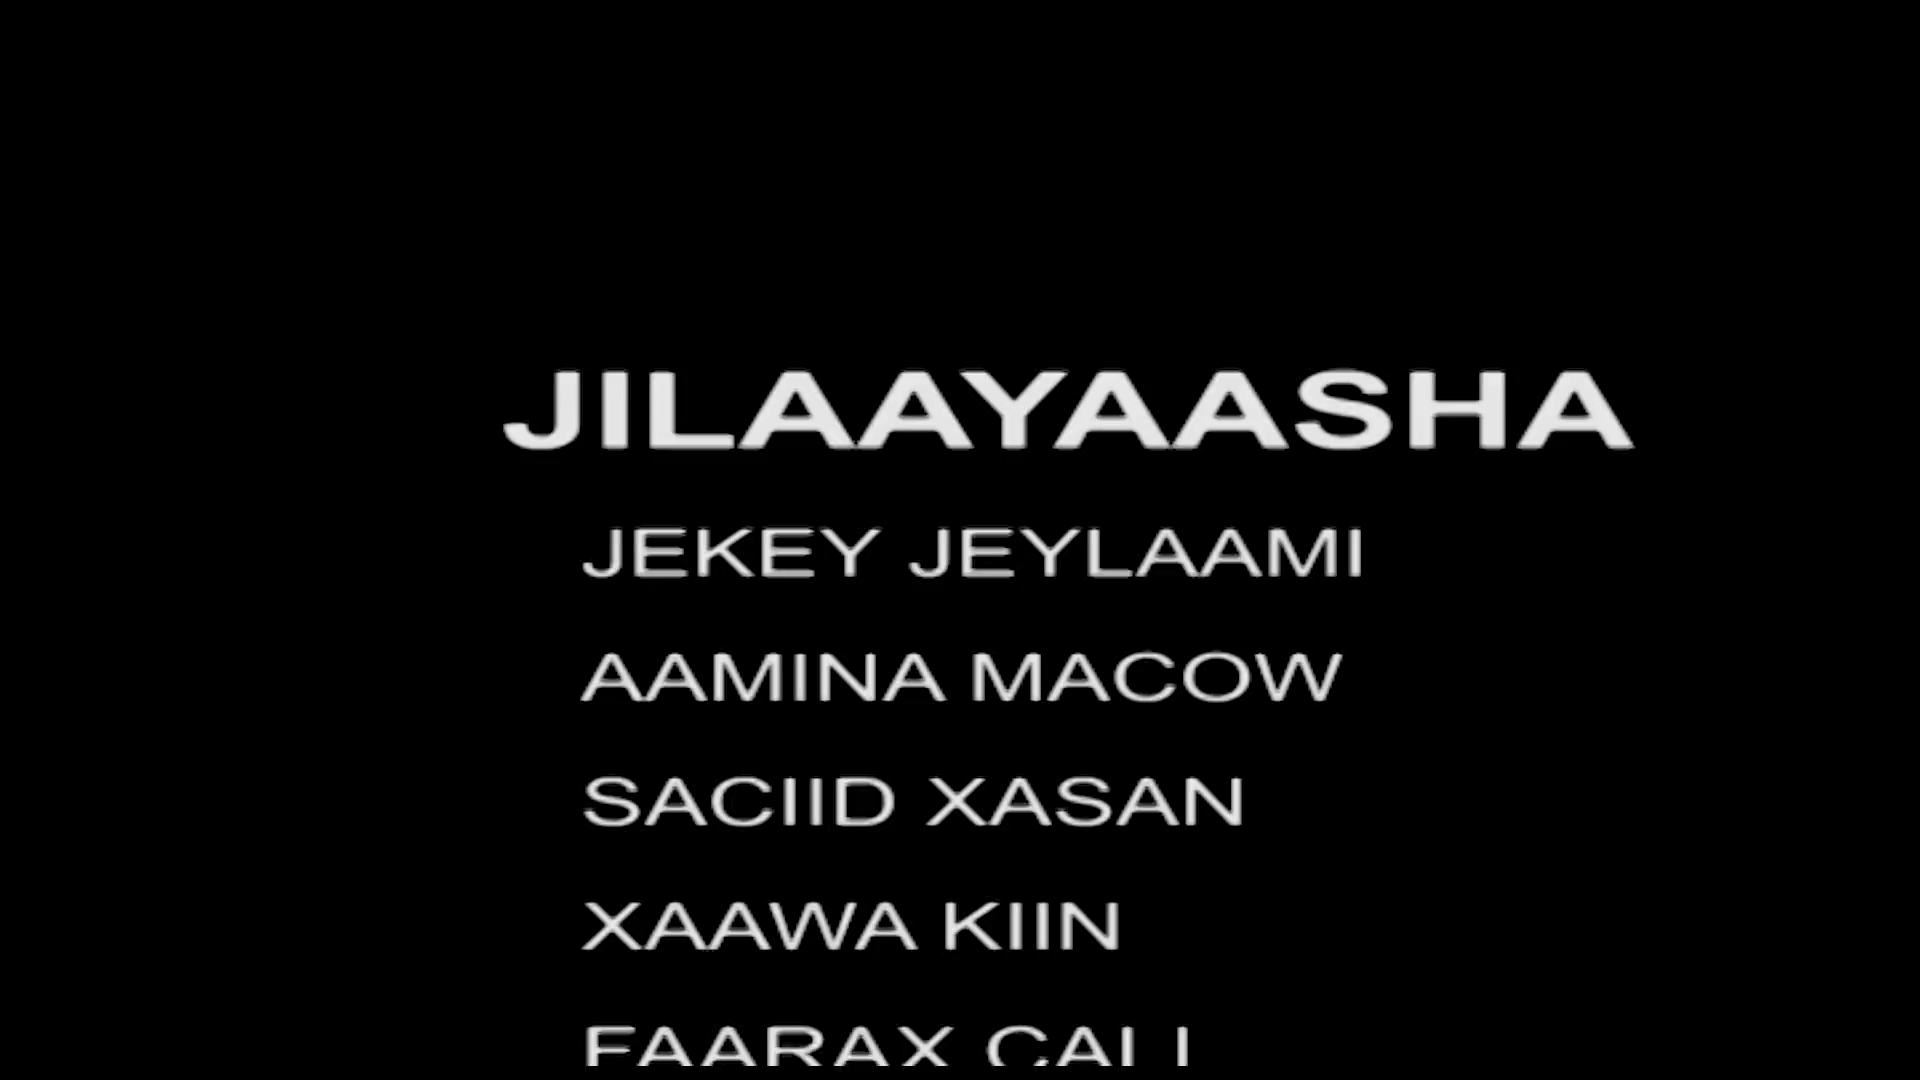 JILAAYAASHA
JEKEY JEYLAAMI
AAMINA MACOW
SACIID XASAN
XAAWA KIIN
FAARAX CALI